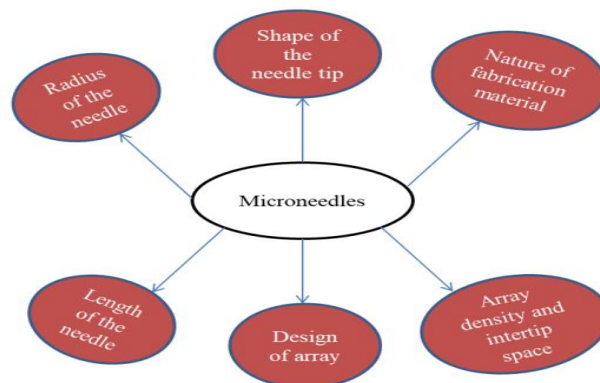 Shape of
the
needle tip
Nature of
fabrication
material
Radius
of the
needle
Microneedles
Length
of the
needle
Design
of array
Array
density and
intertip
space